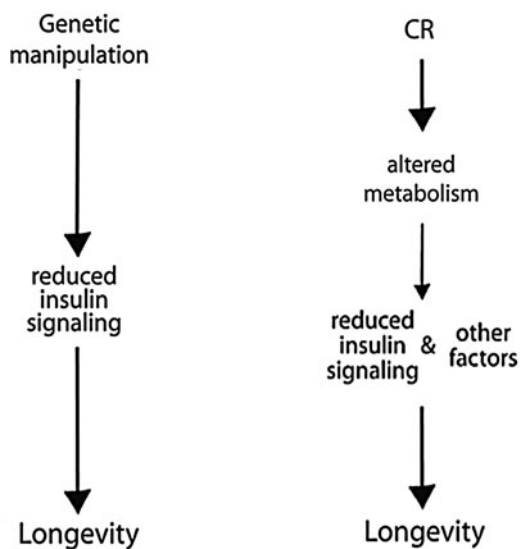 Genetic
manipulation
reduced
insulin
signaling
Longevity
CR
altered
metabolism
reduced
insulin
signaling
&
other
factors
Longevity